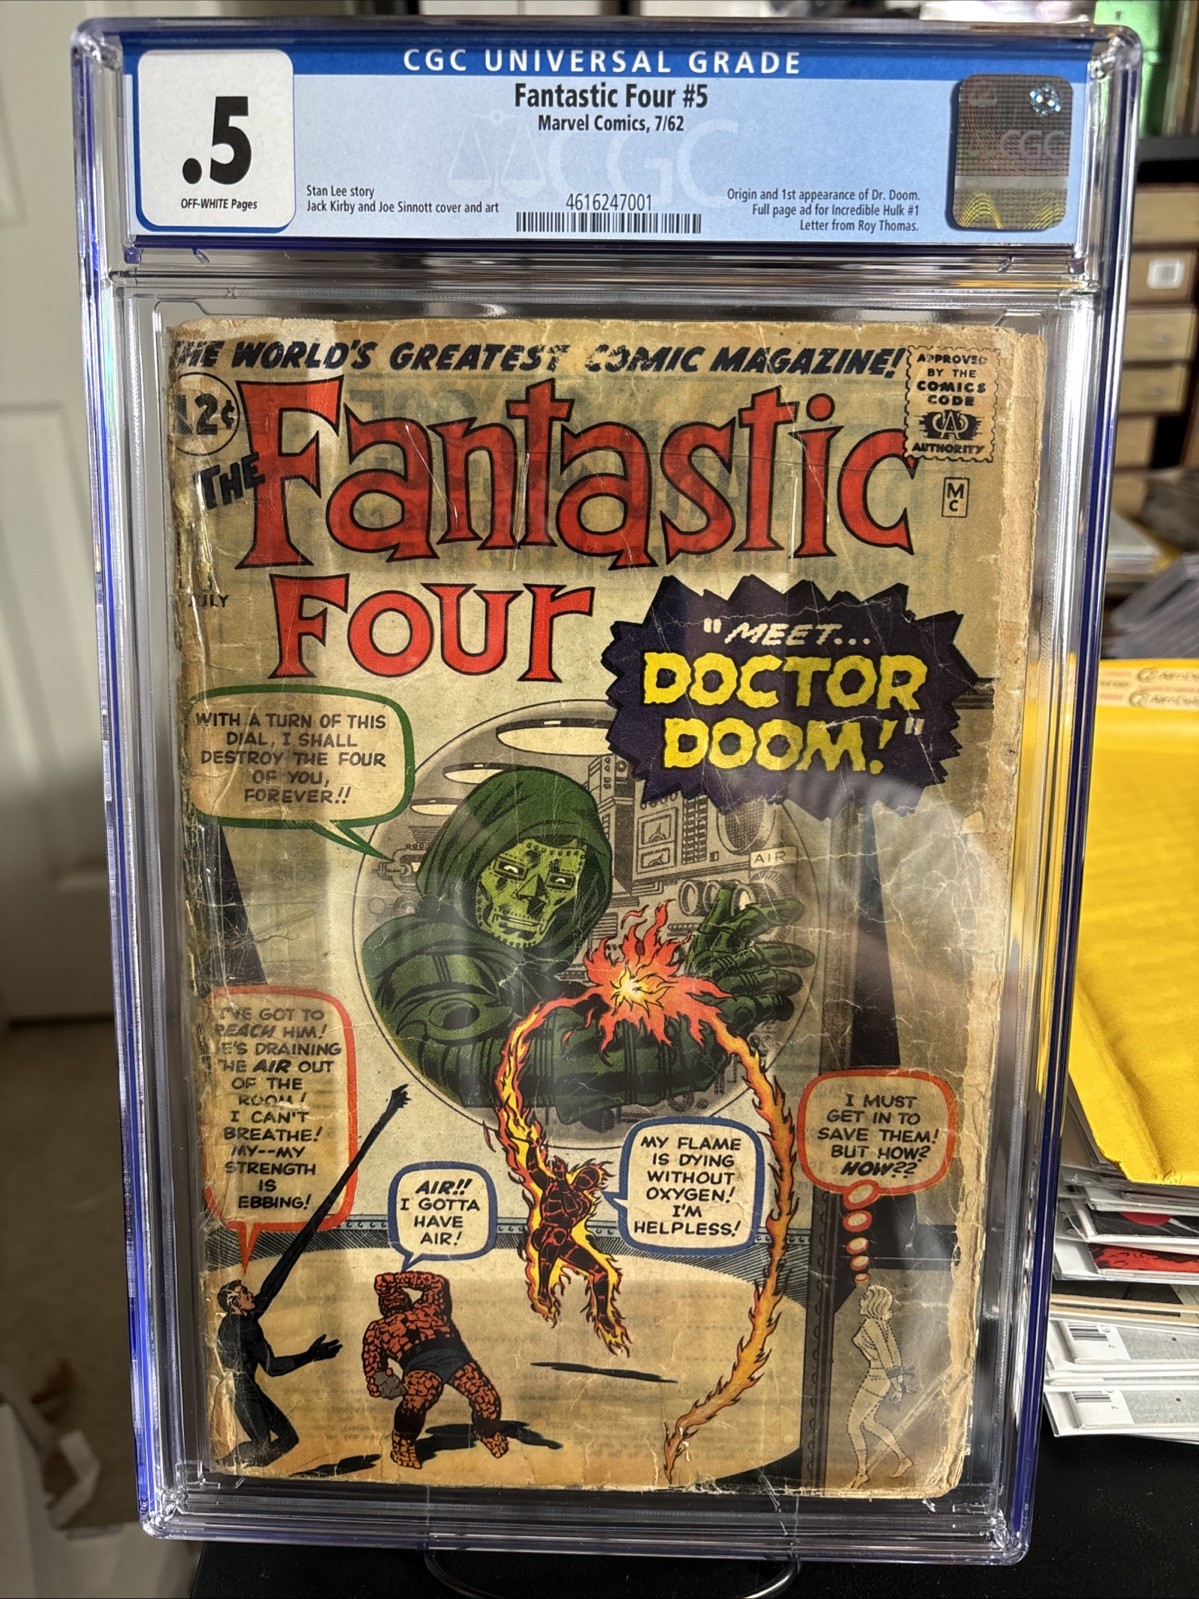 CGC UNIVERSAL GRADE
.5
OFF-WHITE Pages
Fantastic Four #5
Marvel Comics, 7/62
Stan Lee story
Jack Kirby and Joe Sinnott cover and art
4616247001
Origin and 1st appearance of Dr. Doom.
Full page ad for Incredible Hulk #1
Letter from Roy Thomas.
CGC
CGC
THE WORLD'S GREATEST COMIC MAGAZINE!
APPROVED
BY THE
COMICS
CODE
CA
AUTHORITY
12¢
THE
Fantastic
Four
M
C
JULY
"MEET...
DOCTOR
DOOM!"
WITH A TURN OF THIS
DIAL, I SHALL
DESTROY THE FOUR
OF YOU,
FOREVER!!
AIR
I'VE GOT TO
REACH HIM!
HE'S DRAINING
THE AIR OUT
OF THE
ROOM!
I CAN'T
BREATHE!
MY--MY
STRENGTH
IS
EBBING!
AIR!!
I GOTTA
HAVE
AIR!
MY FLAME
IS DYING
WITHOUT
OXYGEN!
I'M
HELPLESS!
I MUST
GET IN TO
SAVE THEM!
BUT HOW?
HOW??